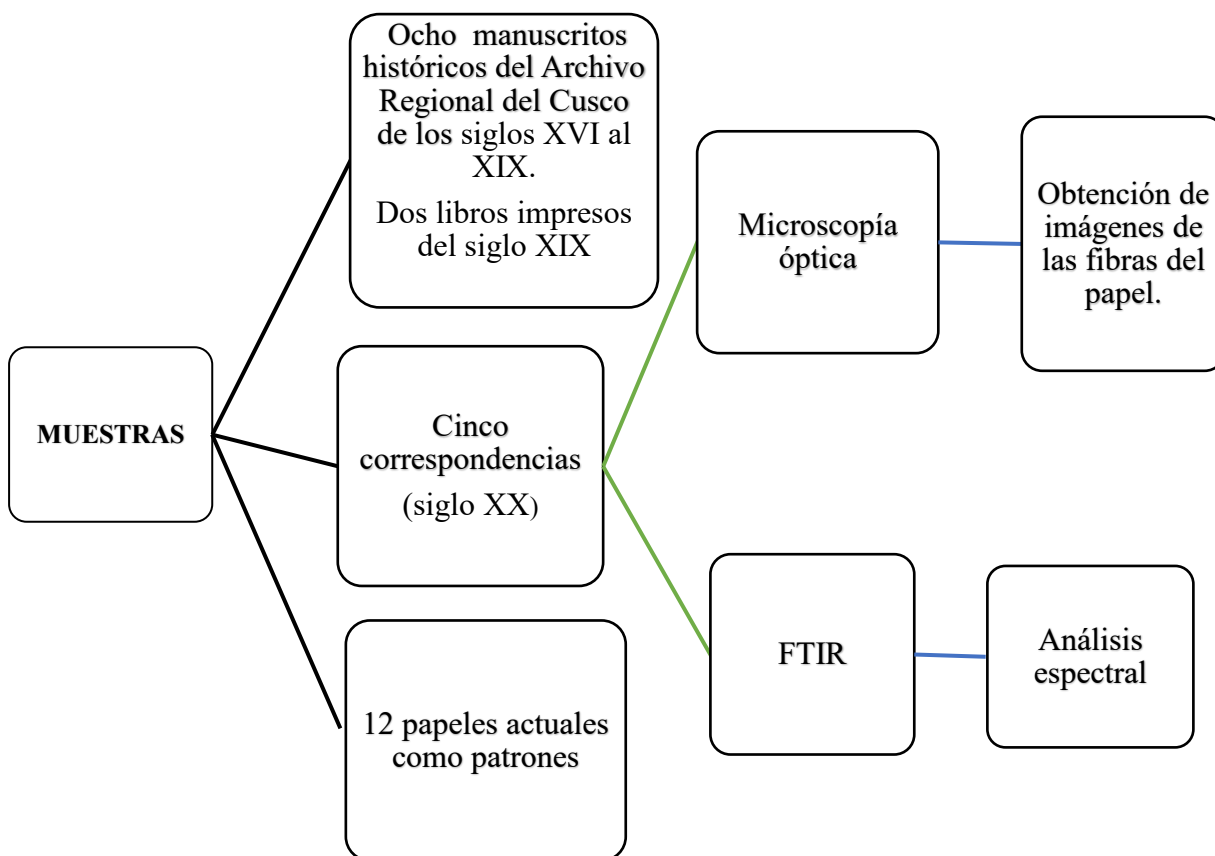 Ocho manuscritos
históricos del Archivo
Regional del Cusco
de los siglos XVI al
XIX.
Dos libros impresos
del siglo XIX
MUESTRAS
Cinco
correspondencias
(siglo XX)
12 papeles actuales
como patrones
Microscopía
óptica
Obtención de
imágenes de
las fibras del
papel.
FTIR
Análisis
espectral